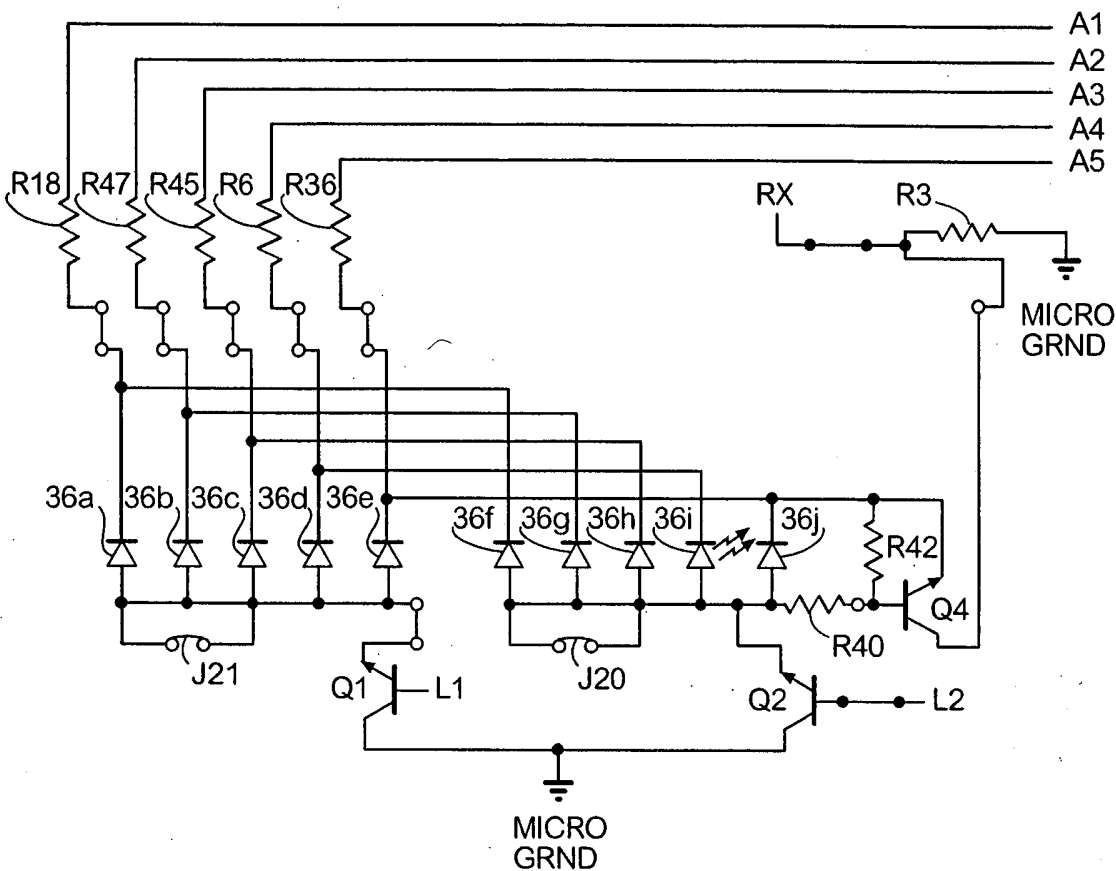 A1
A2
A3
A4
A5
R18 R47 R45 R6 R36
RX R3
MICRO
GRND
36a 36b 36c 36d 36e
36f 36g 36h 36i 36j
R42
Q4
R40
J21
J20
Q1 L1
Q2 L2
MICRO
GRND